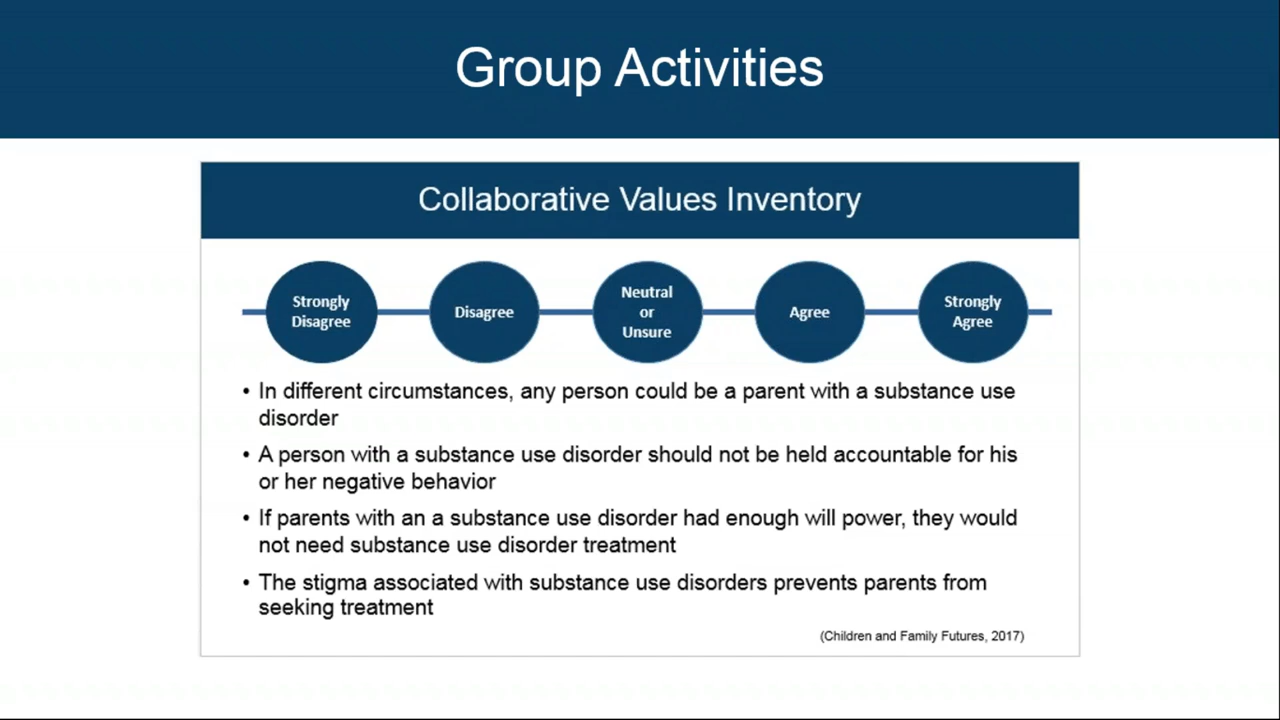 Group Activities
Collaborative Values Inventory
Strongly
Disagree
Disagree
Neutral
or
Unsure
Agree
Strongly
Agree
• In different circumstances, any person could be a parent with a substance use
disorder
• A person with a substance use disorder should not be held accountable for his
or her negative behavior
• If parents with an a substance use disorder had enough will power, they would
not need substance use disorder treatment
• The stigma associated with substance use disorders prevents parents from
seeking treatment
(Children and Family Futures, 2017)